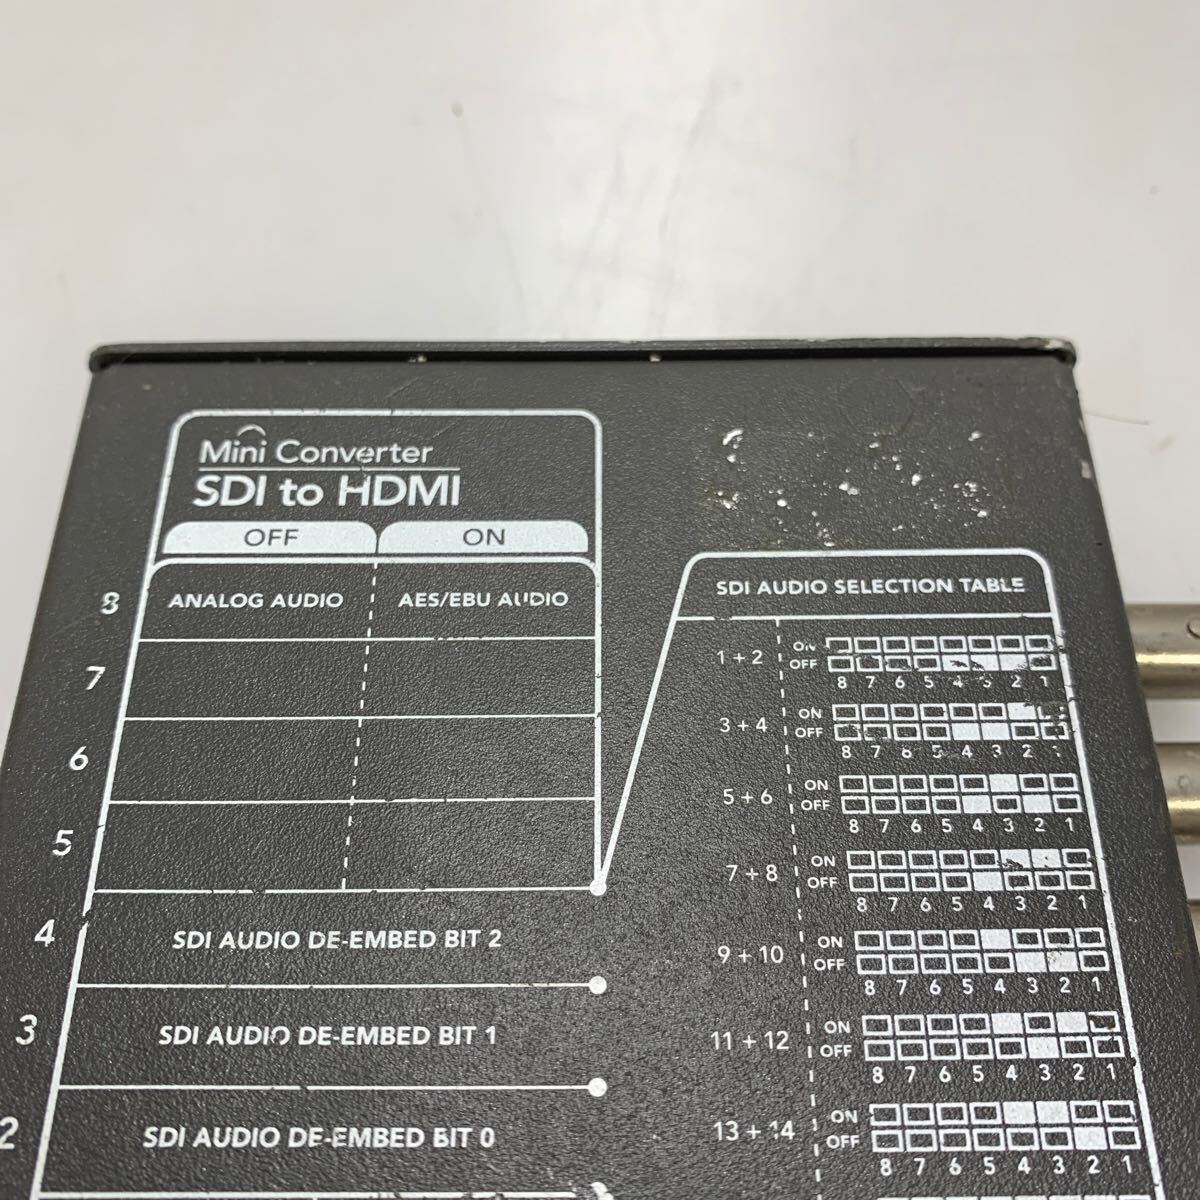 Mini Converter
SDI to HDMI
OFF ON
8 ANALOG AUDIO AES/EBU AUDIO
7
6
5
4 SDI AUDIO DE-EMBED BIT 2
3 SDI AUDIO DE-EMBED BIT 1
2 SDI AUDIO DE-EMBED BIT 0
SDI AUDIO SELECTION TABLE
1 + 2 ON
OFF
8 7 6 5 4 3 2 1
3 + 4 ON
OFF
8 7 6 5 4 3 2 1
5 + 6 ON
OFF
8 7 6 5 4 3 2 1
7 + 8 ON
OFF
8 7 6 5 4 3 2 1
9 + 10 ON
OFF
8 7 6 5 4 3 2 1
11 + 12 ON
OFF
8 7 6 5 4 3 2 1
13 + 14 ON
OFF
8 7 6 5 4 3 2 1